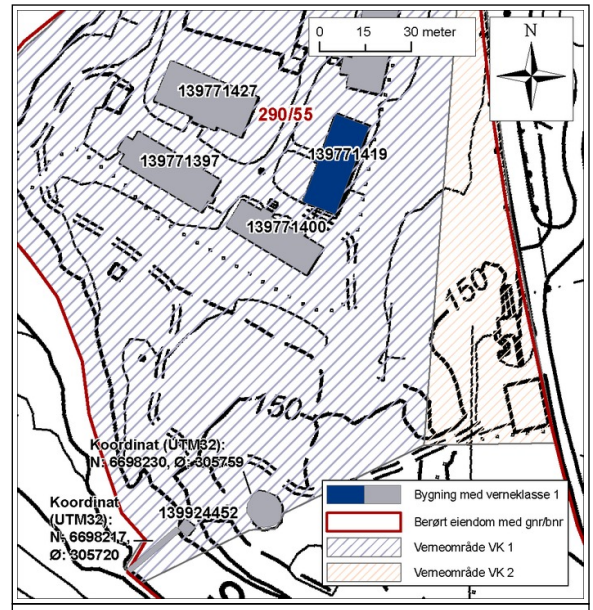 0 15 30 meter
N
139771427
290/55
139771419
139771397
139771400
150
150
Koordinat (UTM32):
N: 6698230, Ø: 305759
Koordinat
(UTM32):
N: 6698217,
Ø: 305720
139924452
Bygning med verneklasse 1
Berørt eiendom med gnr/bnr
Verneområde VK 1
Verneområde VK 2